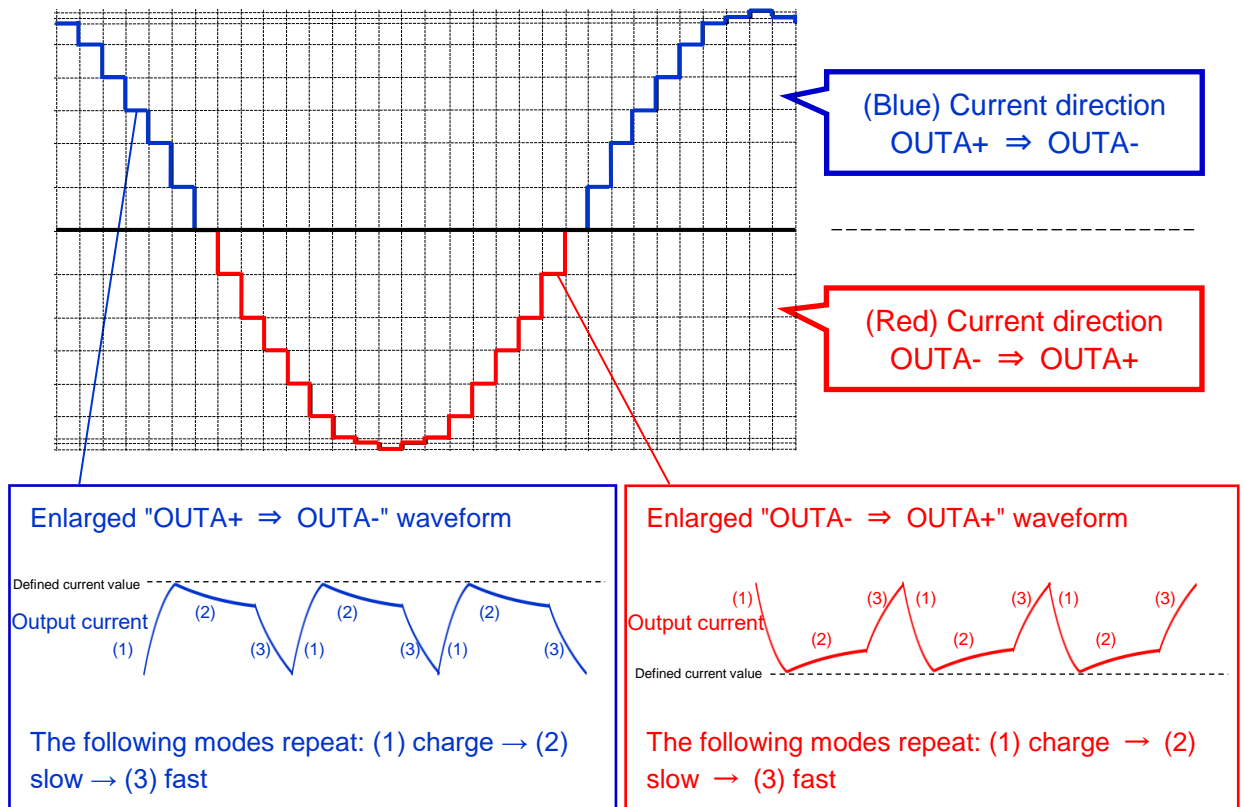 (Blue) Current direction
OUTA+ ⇒ OUTA-
(Red) Current direction
OUTA- ⇒ OUTA+
Enlarged "OUTA+ ⇒ OUTA-" waveform
Defined current value
Output current
(1)
(2)
(3)
(1)
(2)
(3)
(1)
(2)
(3)
The following modes repeat: (1) charge → (2)
slow → (3) fast
Enlarged "OUTA- ⇒ OUTA+" waveform
(1)
Output current
(2)
(3)
(1)
(2)
(3)
(1)
(2)
(3)
Defined current value
The following modes repeat: (1) charge → (2)
slow → (3) fast